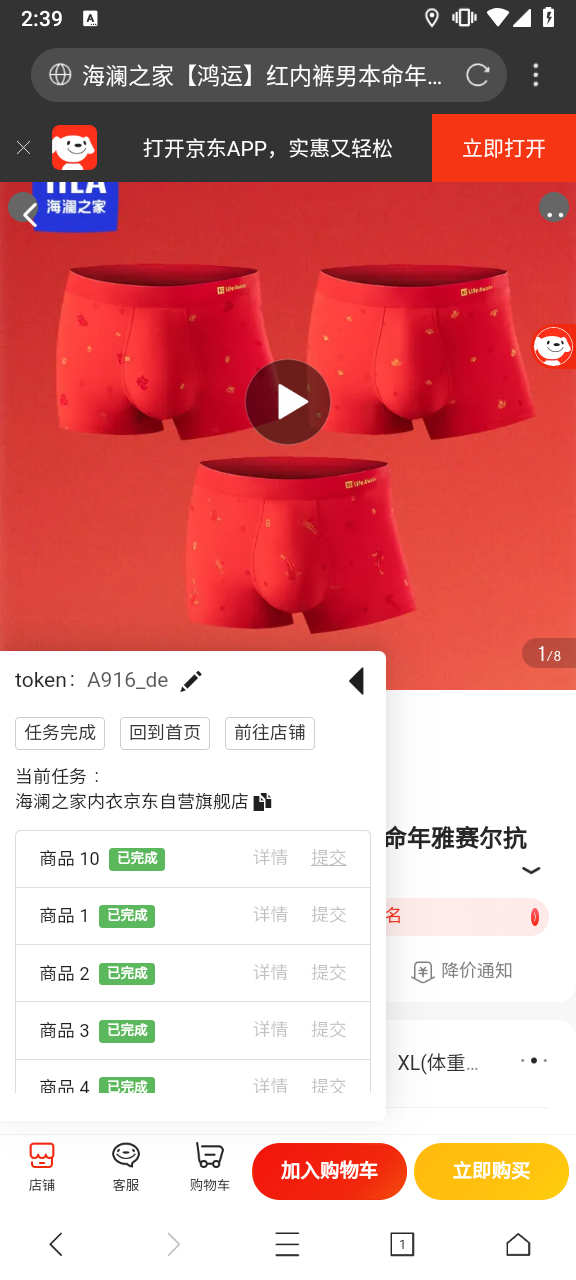 2:39
A
海澜之家【鸿运】红内裤男本命年...
打开京东APP，实惠又轻松
立即打开
HLA
海澜之家
1/8
token：A916_de
任务完成
回到首页
前往店铺
当前任务：
海澜之家内衣京东自营旗舰店
命年雅赛尔抗
商品 10 已完成 详情 提交
商品 1 已完成 详情 提交
名
商品 2 已完成 详情 提交
降价通知
商品 3 已完成 详情 提交
XL(体重...
商品 4 已完成 详情 提交
店铺
客服
购物车
加入购物车
立即购买
1